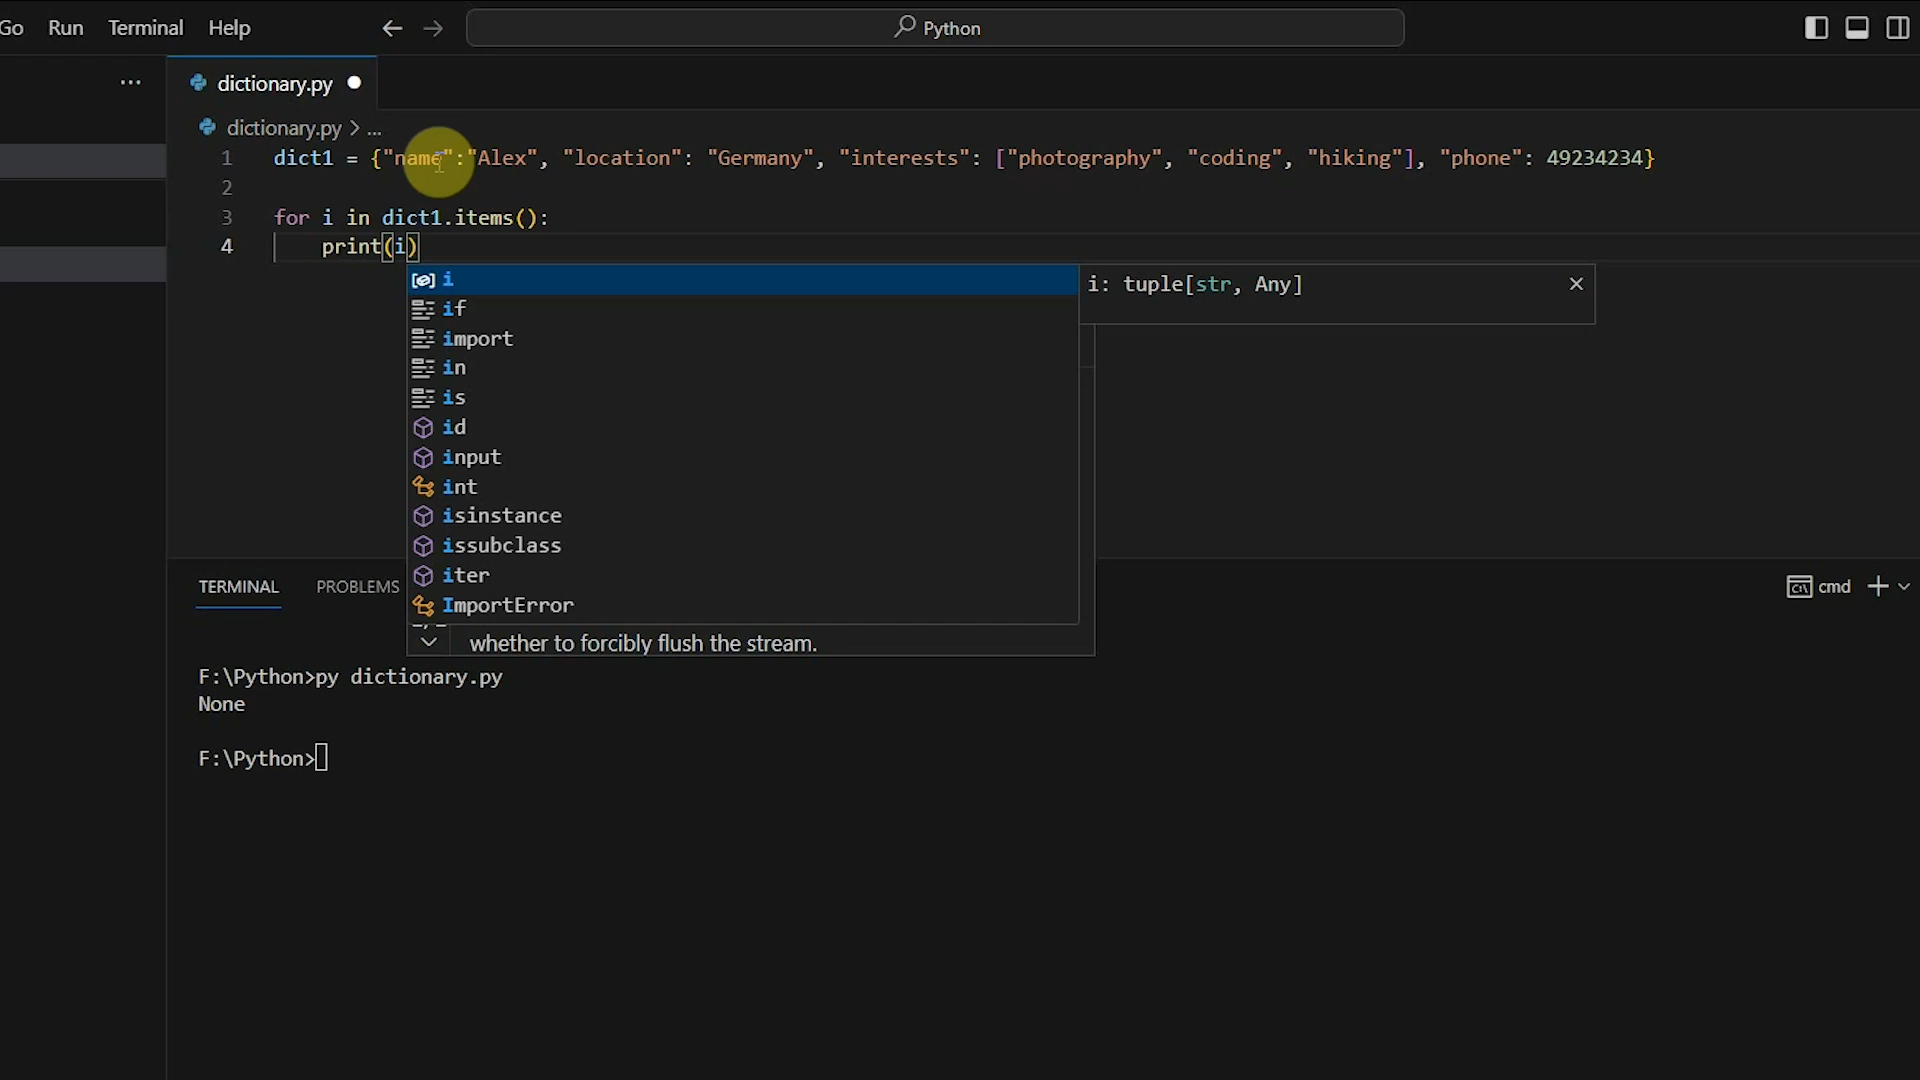 Go Run Terminal Help
Python
dictionary.py
dictionary.py > ...
1 dict1 = {"name":"Alex", "location": "Germany", "interests": ["photography", "coding", "hiking"], "phone": 49234234}
2
3 for i in dict1.items():
4 print(i)
i
i: tuple[str, Any]
if
import
in
is
id
input
int
isinstance
issubclass
iter
ImportError
whether to forcibly flush the stream.
TERMINAL PROBLEMS
cmd
F:\Python>py dictionary.py
None
F:\Python>